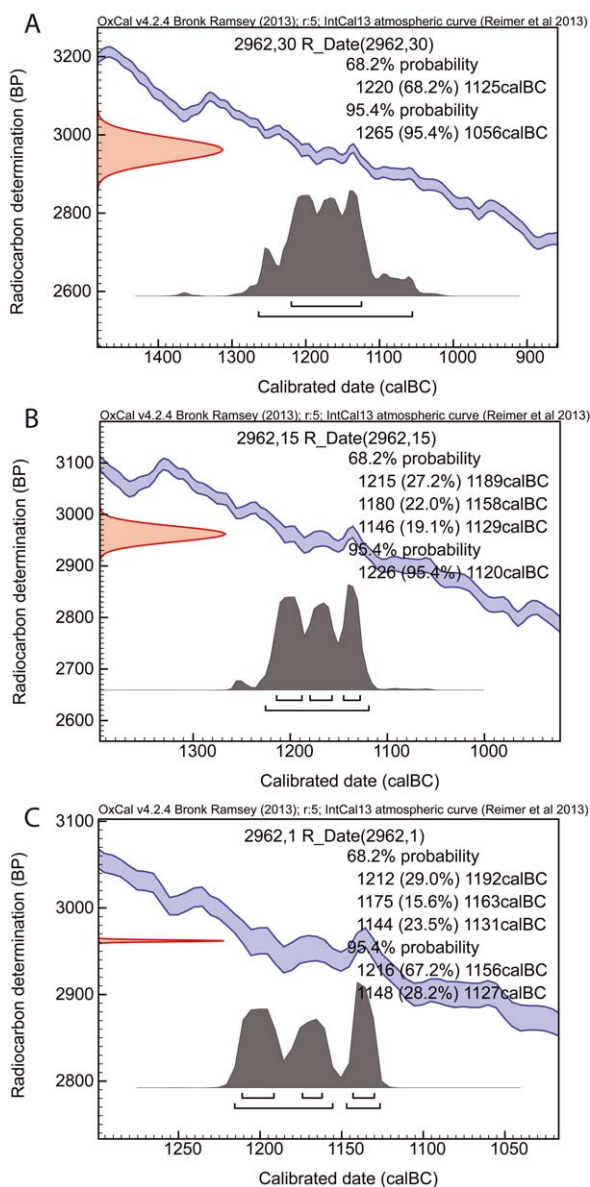 A
OxCal v4.2.4 Bronk Ramsey (2013); r:5; IntCal13 atmospheric curve (Reimer et al 2013)
2962,30 R_Date(2962,30)
68.2% probability
1220 (68.2%) 1125calBC
95.4% probability
1265 (95.4%) 1056calBC
Radiocarbon determination (BP)
3200
3000
2800
2600
1400 1300 1200 1100 1000 900
Calibrated date (calBC)
B
OxCal v4.2.4 Bronk Ramsey (2013); r:5; IntCal13 atmospheric curve (Reimer et al 2013)
2962,15 R_Date(2962,15)
68.2% probability
1215 (27.2%) 1189calBC
1180 (22.0%) 1158calBC
1146 (19.1%) 1129calBC
95.4% probability
1226 (95.4%) 1120calBC
Radiocarbon determination (BP)
3100
3000
2900
2800
2700
2600
1300 1200 1100 1000
Calibrated date (calBC)
C
OxCal v4.2.4 Bronk Ramsey (2013); r:5; IntCal13 atmospheric curve (Reimer et al 2013)
2962,1 R_Date(2962,1)
68.2% probability
1212 (29.0%) 1192calBC
1175 (15.6%) 1163calBC
1144 (23.5%) 1131calBC
95.4% probability
1216 (67.2%) 1156calBC
1148 (28.2%) 1127calBC
Radiocarbon determination (BP)
3100
3000
2900
2800
1250 1200 1150 1100 1050
Calibrated date (calBC)